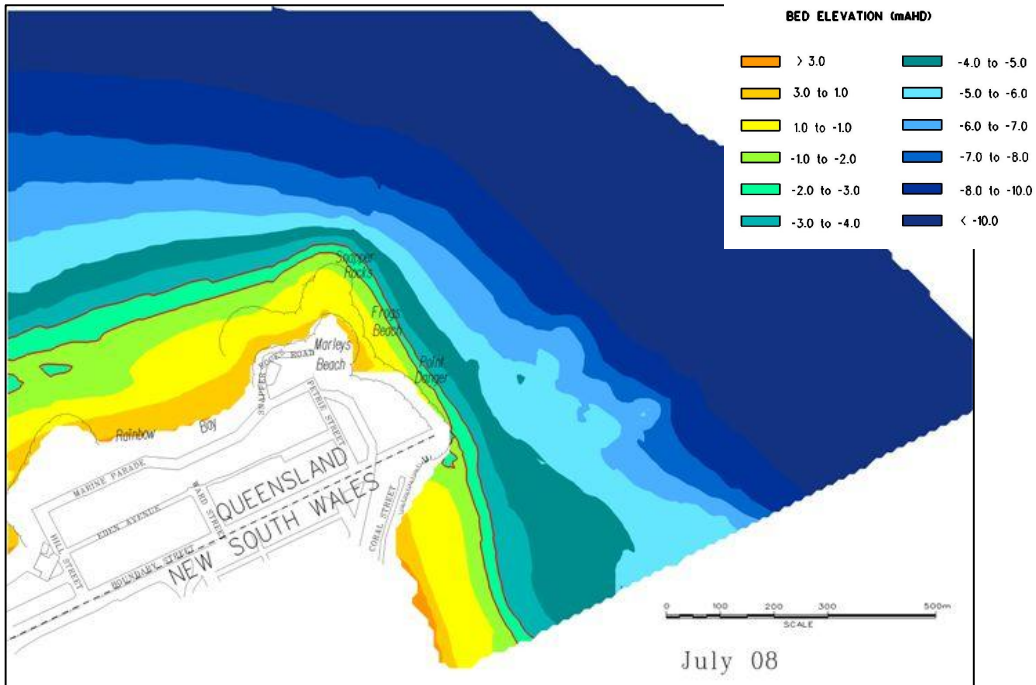 BED ELEVATION (mAHD)
> 3.0
3.0 to 1.0
1.0 to -1.0
-1.0 to -2.0
-2.0 to -3.0
-3.0 to -4.0
-4.0 to -5.0
-5.0 to -6.0
-6.0 to -7.0
-7.0 to -8.0
-8.0 to -10.0
< -10.0
Snapper
Rocks
Frogs
Beach
Marleys
Beach
Point
Danger
SNAPPER ROCKS ROAD
PETRIE STREET
Rainbow Bay
MARINE PARADE
QUEENSLAND
WARD STREET
EDEN AVENUE
NEW SOUTH WALES
CORAL STREET
HILL STREET
BOUNDARY STREET
0 100 200 300 500m
SCALE
July 08